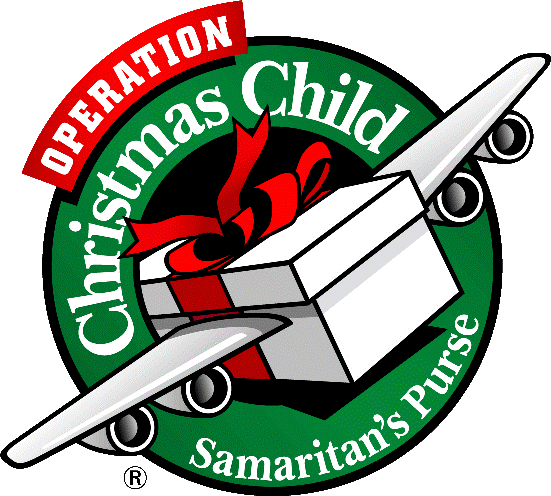 OPERATION
Christmas Child
Samaritan's Purse
®